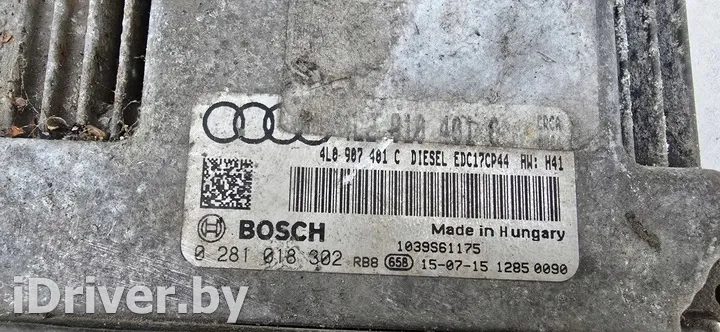 4L0 907 401 C DIESEL EDC17CP44 HW: H41
BOSCH
Made in Hungary
1039S61175
0 281 018 302 RB8 65B 15-07-15 1285 0090
iDriver.by